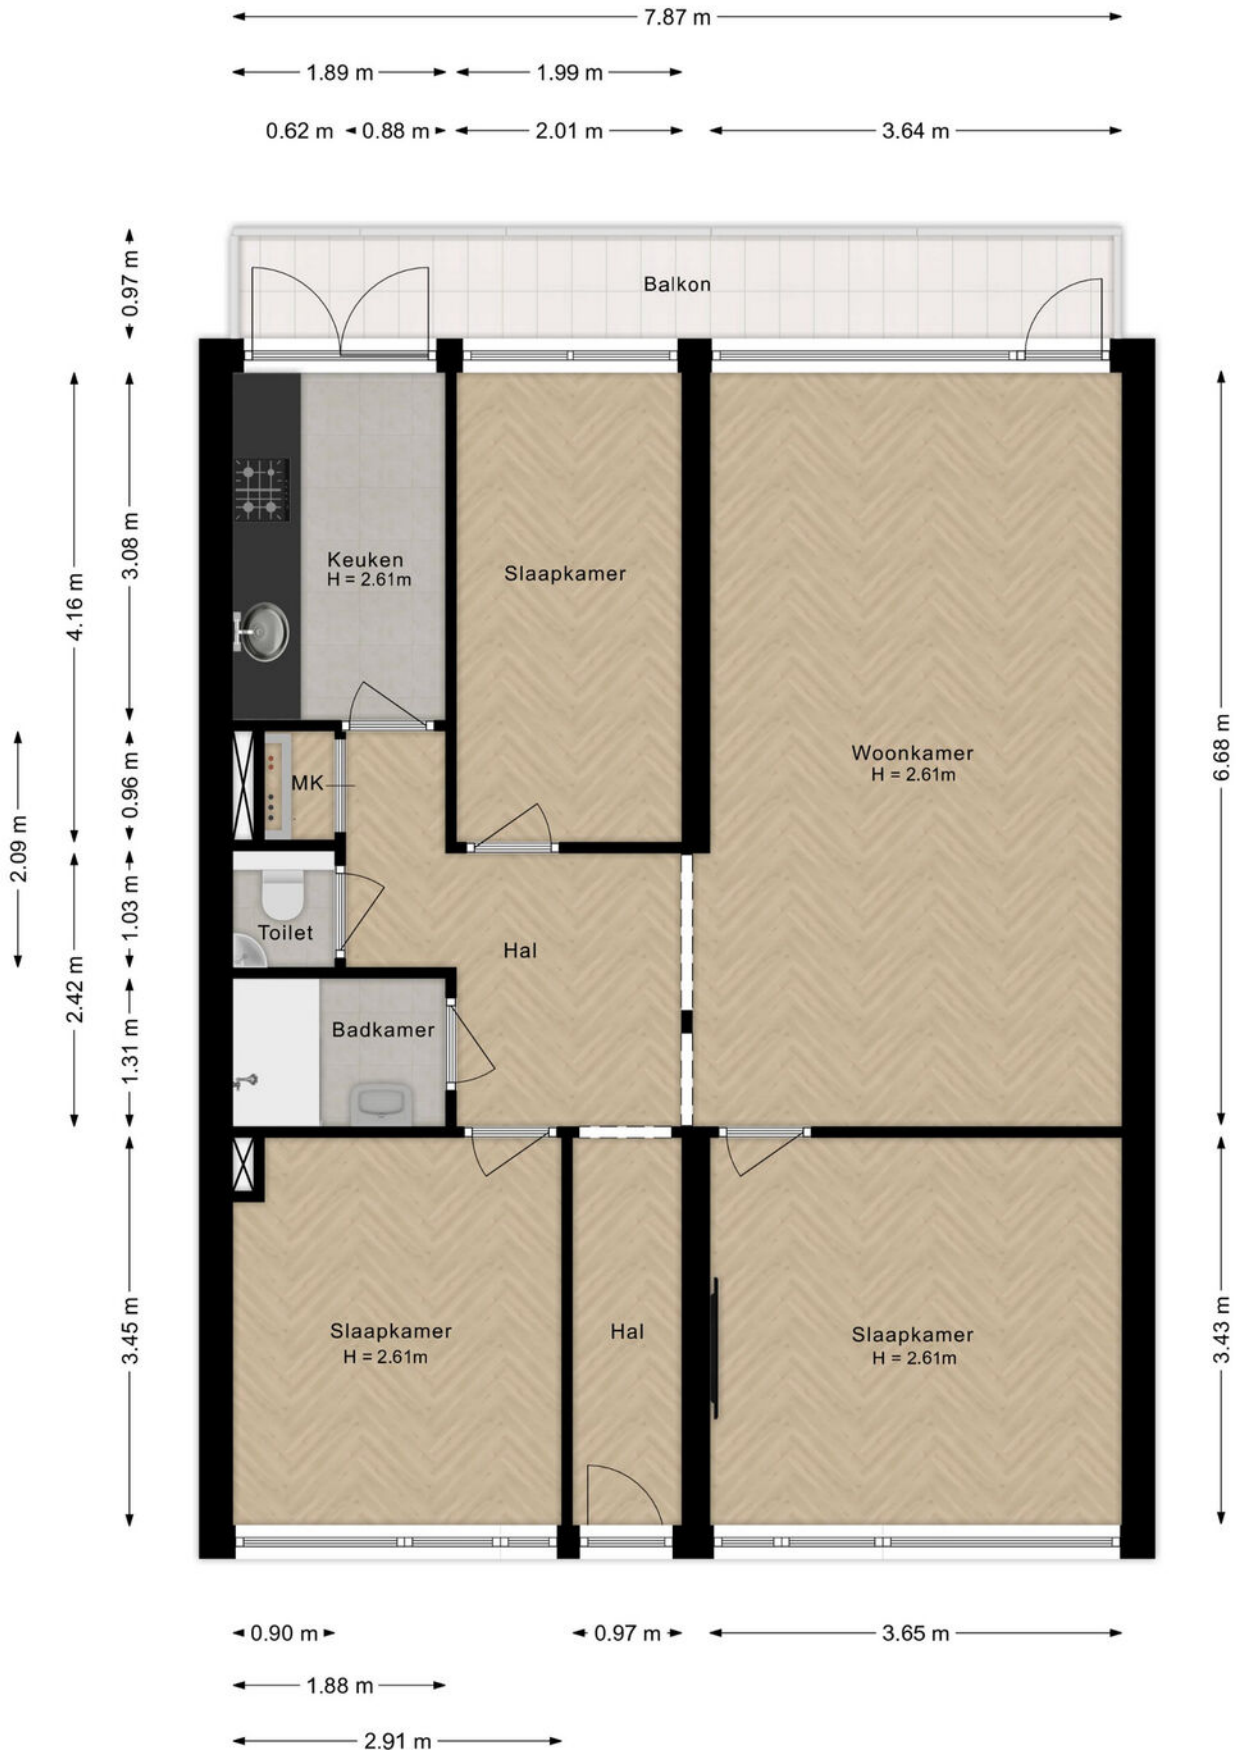 7.87 m
1.89 m
1.99 m
0.62 m
0.88 m
2.01 m
3.64 m
0.97 m
Balkon
3.08 m
4.16 m
Keuken
H = 2.61m
Slaapkamer
Woonkamer
H = 2.61m
6.68 m
0.96 m
MK
2.09 m
1.03 m
Toilet
Hal
2.42 m
1.31 m
Badkamer
3.45 m
Slaapkamer
H = 2.61m
Hal
Slaapkamer
H = 2.61m
3.43 m
0.90 m
0.97 m
3.65 m
1.88 m
2.91 m